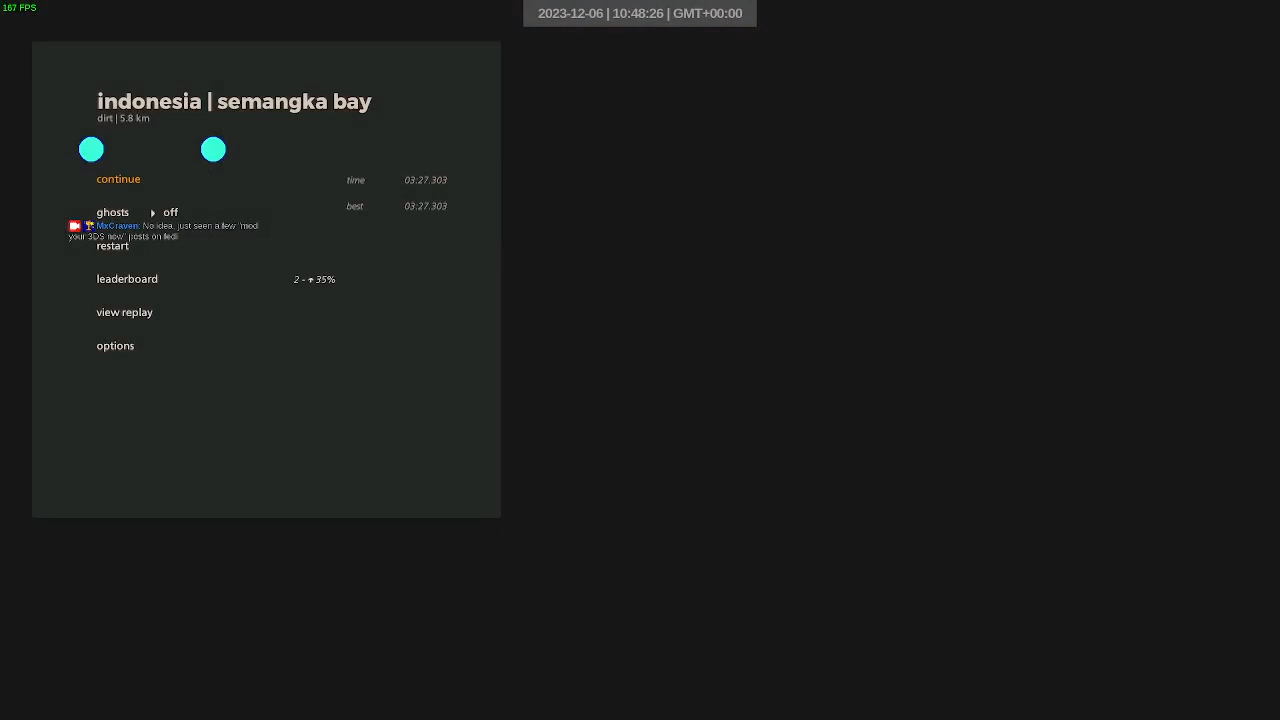 167 FPS
2023-12-06 | 10:48:26 | GMT+00:00
indonesia | semangka bay
dirt | 5.8 km
continue
time 03:27.303
ghosts off
best 03:27.303
MxCraven: No idea, just seen a few "mod
your 3DS now" posts on fedi
restart
leaderboard 2 - 35%
view replay
options